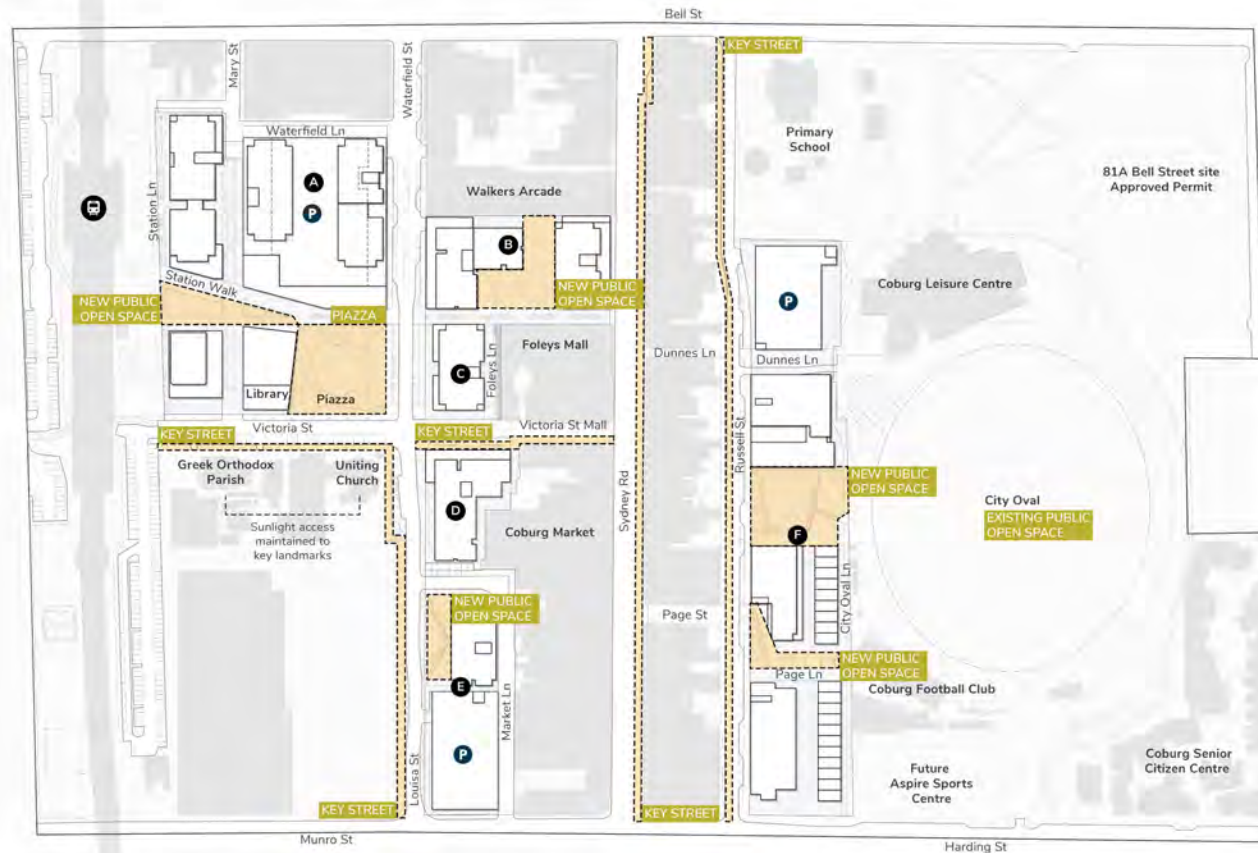 Bell St
KEY STREET
Mary St
Waterfield St
Waterfield Ln
Primary
School
81A Bell Street site
Approved Permit
A
P
Walkers Arcade
Station Ln
B
Station Walk
NEW PUBLIC
OPEN SPACE
PIAZZA
NEW PUBLIC
OPEN SPACE
P
Coburg Leisure Centre
Foleys Mall
Foleys Ln
C
Dunnes Ln
Dunnes Ln
Library
Piazza
Victoria St
Victoria St Mall
KEY STREET
KEY STREET
Russell St
Greek Orthodox
Parish
Uniting
Church
Sunlight access
maintained to
key landmarks
D
Coburg Market
Sydney Rd
NEW PUBLIC
OPEN SPACE
City Oval
EXISTING PUBLIC
OPEN SPACE
F
City Oval Ln
NEW PUBLIC
OPEN SPACE
Page St
NEW PUBLIC
OPEN SPACE
Page Ln
Coburg Football Club
E
Market Ln
Louisa St
P
Future
Aspire Sports
Centre
Coburg Senior
Citizen Centre
KEY STREET
KEY STREET
Munro St
Harding St